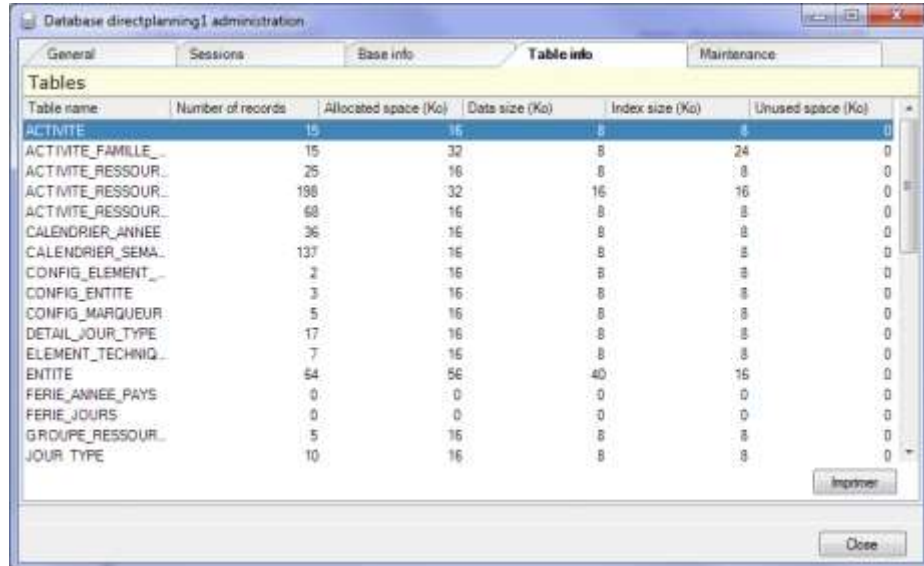 Database directplanning1 administration
General Sessions Base info Table info Maintenance
Tables
Table name Number of records Allocated space (Ko) Data size (Ko) Index size (Ko) Unused space (Ko)
ACTIVITE 15 16 8 8 0
ACTIVITE_FAMILLE_... 15 32 8 24 0
ACTIVITE_RESSOUR... 25 16 8 8 0
ACTIVITE_RESSOUR... 198 32 16 16 0
ACTIVITE_RESSOUR... 68 16 8 8 0
CALENDRIER_ANNEE 36 16 8 8 0
CALENDRIER_SEMA... 137 16 8 8 0
CONFIG_ELEMENT_... 2 16 8 8 0
CONFIG_ENTITE 3 16 8 8 0
CONFIG_MARQUEUR 5 16 8 8 0
DETAIL_JOUR_TYPE 17 16 8 8 0
ELEMENT_TECHNIQ... 7 16 8 8 0
ENTITE 64 56 40 16 0
FERIE_ANNEE_PAYS 0 0 0 0 0
FERIE_JOURS 0 0 0 0 0
GROUPE_RESSOUR... 5 16 8 8 0
JOUR_TYPE 10 16 8 8 0
Imprimer
Close